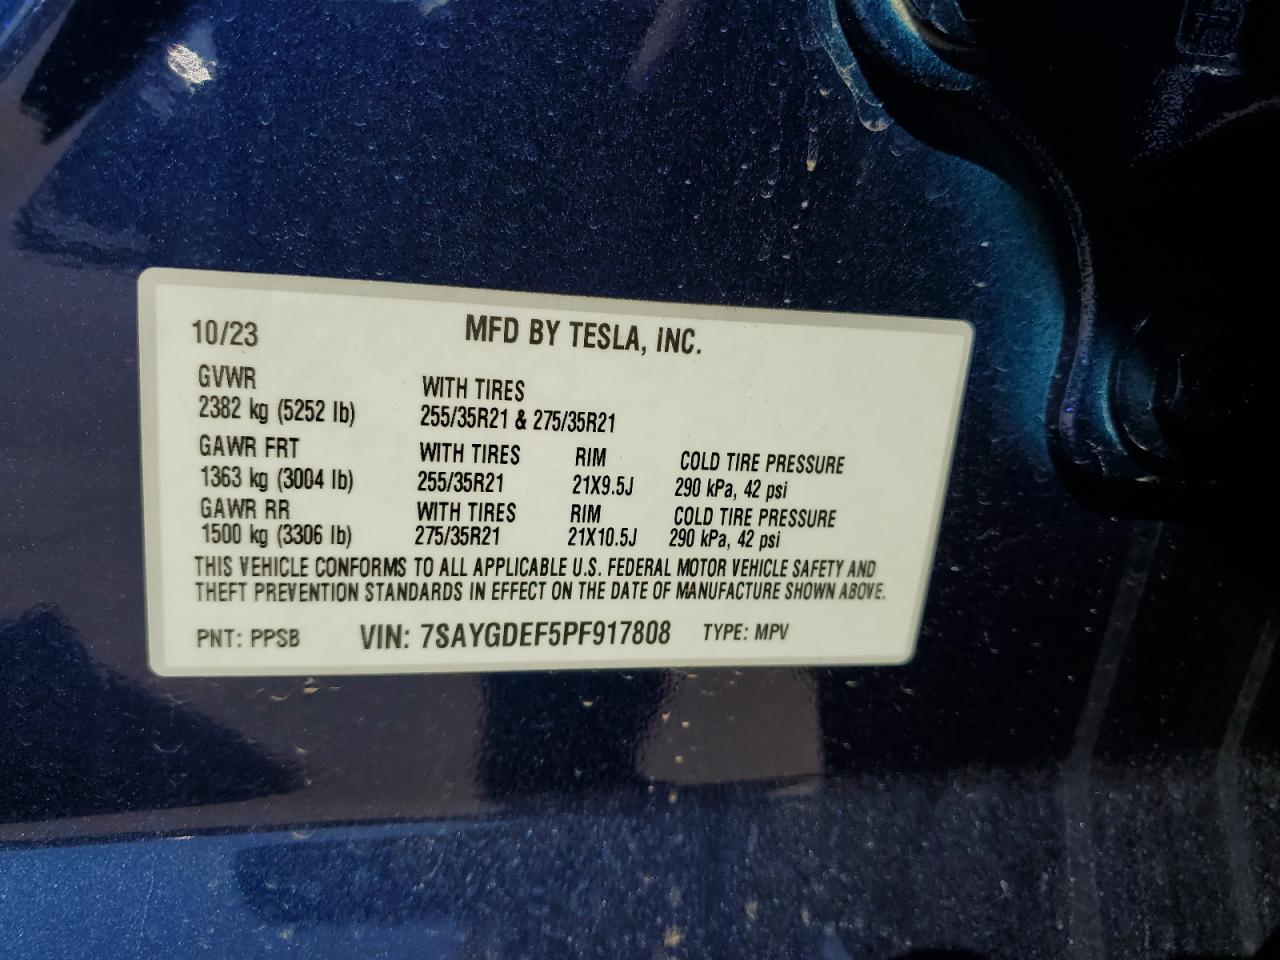 10/23 MFD BY TESLA, INC.
GVWR WITH TIRES
2382 kg (5252 lb) 255/35R21 & 275/35R21
GAWR FRT WITH TIRES RIM COLD TIRE PRESSURE
1363 kg (3004 lb) 255/35R21 21X9.5J 290 kPa, 42 psi
GAWR RR WITH TIRES RIM COLD TIRE PRESSURE
1500 kg (3306 lb) 275/35R21 21X10.5J 290 kPa, 42 psi
THIS VEHICLE CONFORMS TO ALL APPLICABLE U.S. FEDERAL MOTOR VEHICLE SAFETY AND
THEFT PREVENTION STANDARDS IN EFFECT ON THE DATE OF MANUFACTURE SHOWN ABOVE.
PNT: PPSB VIN: 7SAYGDEF5PF917808 TYPE: MPV